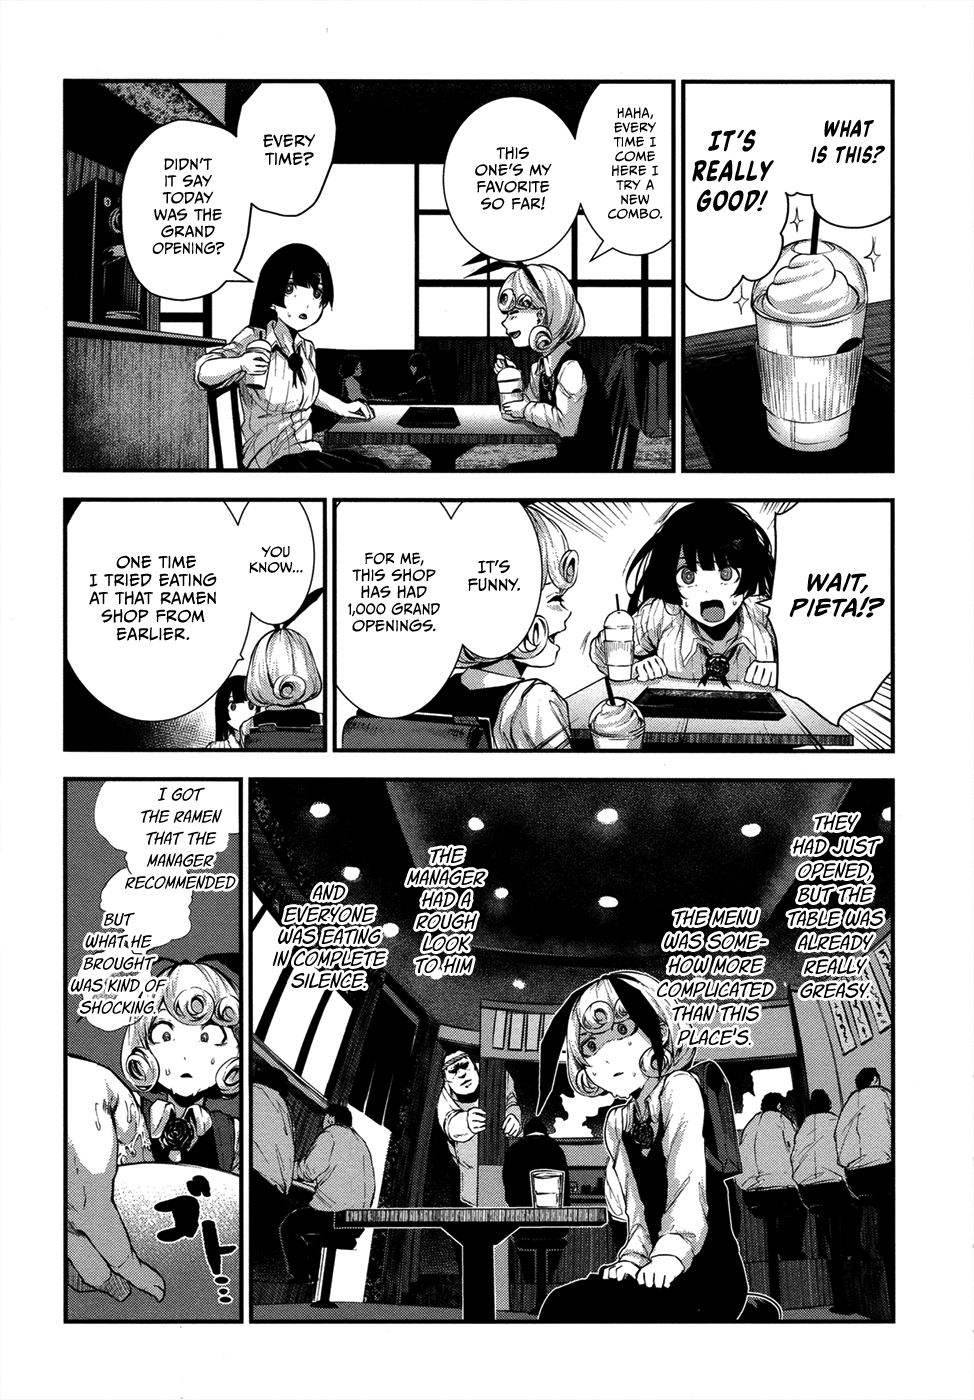 WHAT
IS THIS?
IT'S
REALLY
GOOD!
HAHA,
EVERY
TIME I
COME
HERE I
TRY A
NEW
COMBO.
THIS
ONE'S MY
FAVORITE
SO FAR!
EVERY
TIME?
DIDN'T
IT SAY
TODAY
WAS THE
GRAND
OPENING?
WAIT,
PIETA!?
IT'S
FUNNY.
FOR ME,
THIS SHOP
HAS HAD
1,000 GRAND
OPENINGS.
YOU
KNOW...
ONE TIME
I TRIED EATING
AT THAT RAMEN
SHOP FROM
EARLIER.
THEY
HAD JUST
OPENED,
BUT THE
TABLE WAS
ALREADY
REALLY
GREASY.
THE MENU
WAS SOME-
HOW MORE
COMPLICATED
THAN THIS
PLACE'S.
THE
MANAGER
HAD A
ROUGH
LOOK
TO HIM
AND
EVERYONE
WAS EATING
IN COMPLETE
SILENCE.
I GOT
THE RAMEN
THAT THE
MANAGER
RECOMMENDED
BUT
WHAT HE
BROUGHT
WAS KIND OF
SHOCKING.
ゴト…